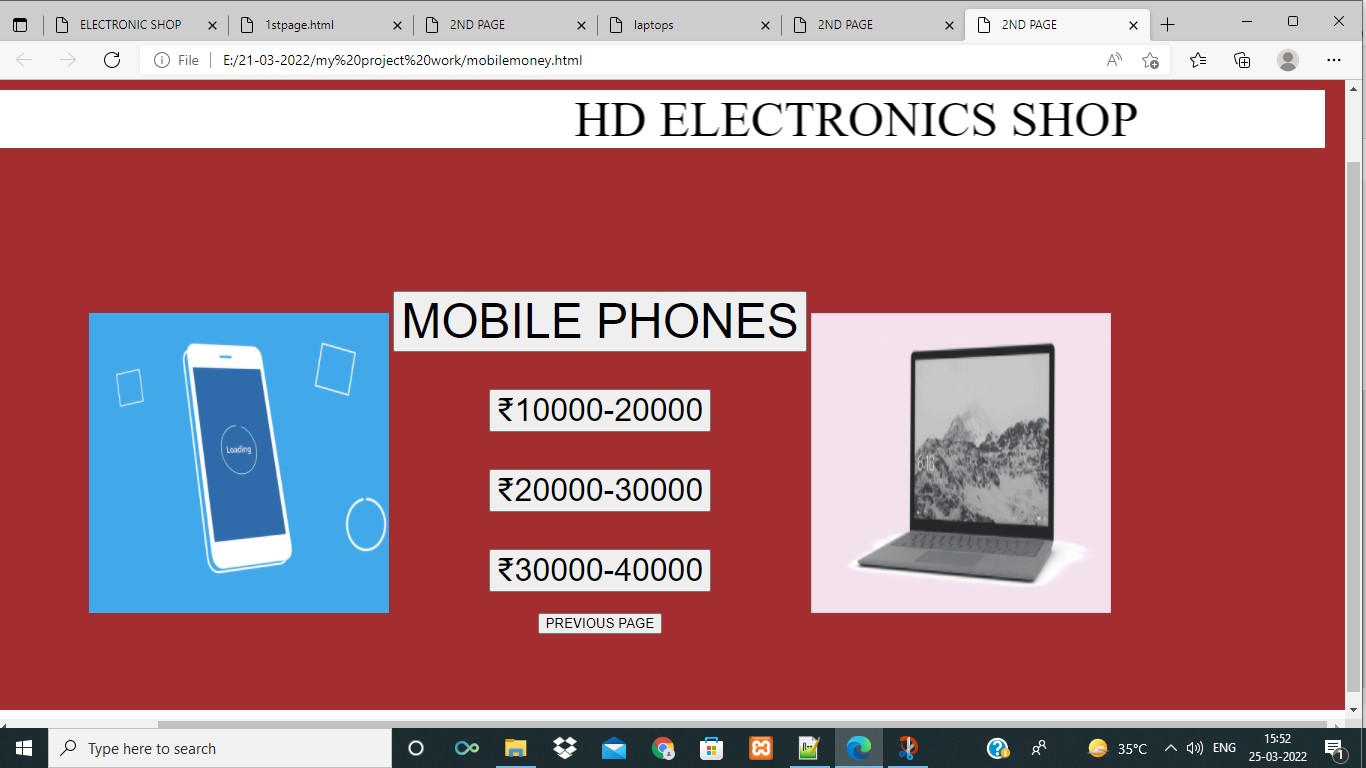 ELECTRONIC SHOP
1stpage.html
2ND PAGE
laptops
2ND PAGE
2ND PAGE
File
E:/21-03-2022/my%20project%20work/mobilemoney.html
HD ELECTRONICS SHOP
MOBILE PHONES
Loading
₹10000-20000
6:10
₹20000-30000
₹30000-40000
PREVIOUS PAGE
Type here to search
35°C
ENG
15:52
25-03-2022
1